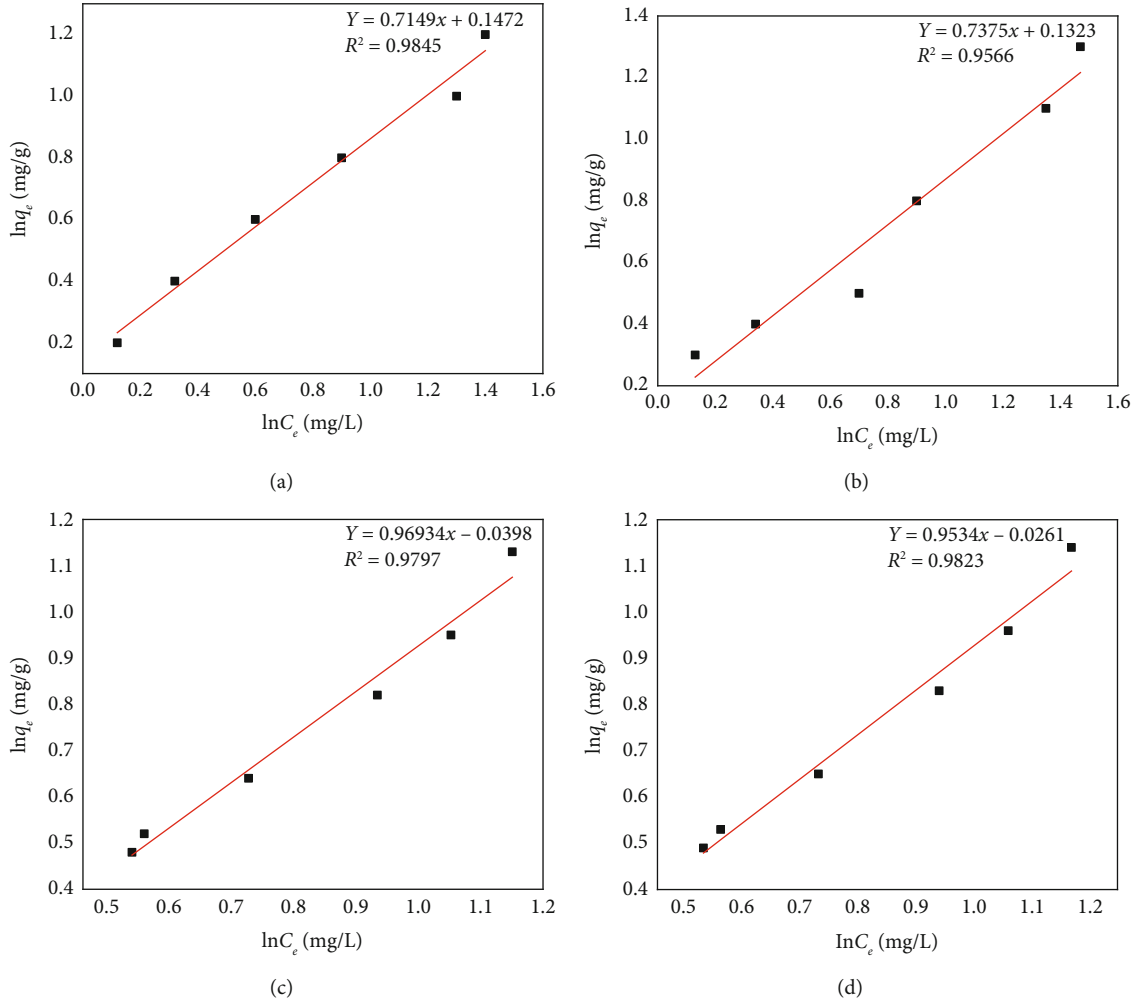 Y = 0.7149x + 0.1472
R² = 0.9845
1.2
1.0
0.8
0.6
0.4
0.2
lnqₑ (mg/g)
0.0 0.2 0.4 0.6 0.8 1.0 1.2 1.4 1.6
lnCₑ (mg/L)
(a)
Y = 0.7375x + 0.1323
R² = 0.9566
1.4
1.2
1.0
0.8
0.6
0.4
0.2
lnqₑ (mg/g)
0.0 0.2 0.4 0.6 0.8 1.0 1.2 1.4 1.6
lnCₑ (mg/L)
(b)
Y = 0.96934x – 0.0398
R² = 0.9797
1.2
1.1
1.0
0.9
0.8
0.7
0.6
0.5
0.4
lnqₑ (mg/g)
0.5 0.6 0.7 0.8 0.9 1.0 1.1 1.2
lnCₑ (mg/L)
(c)
Y = 0.9534x – 0.0261
R² = 0.9823
1.2
1.1
1.0
0.9
0.8
0.7
0.6
0.5
0.4
lnqₑ (mg/g)
0.5 0.6 0.7 0.8 0.9 1.0 1.1 1.2
InCₑ (mg/L)
(d)